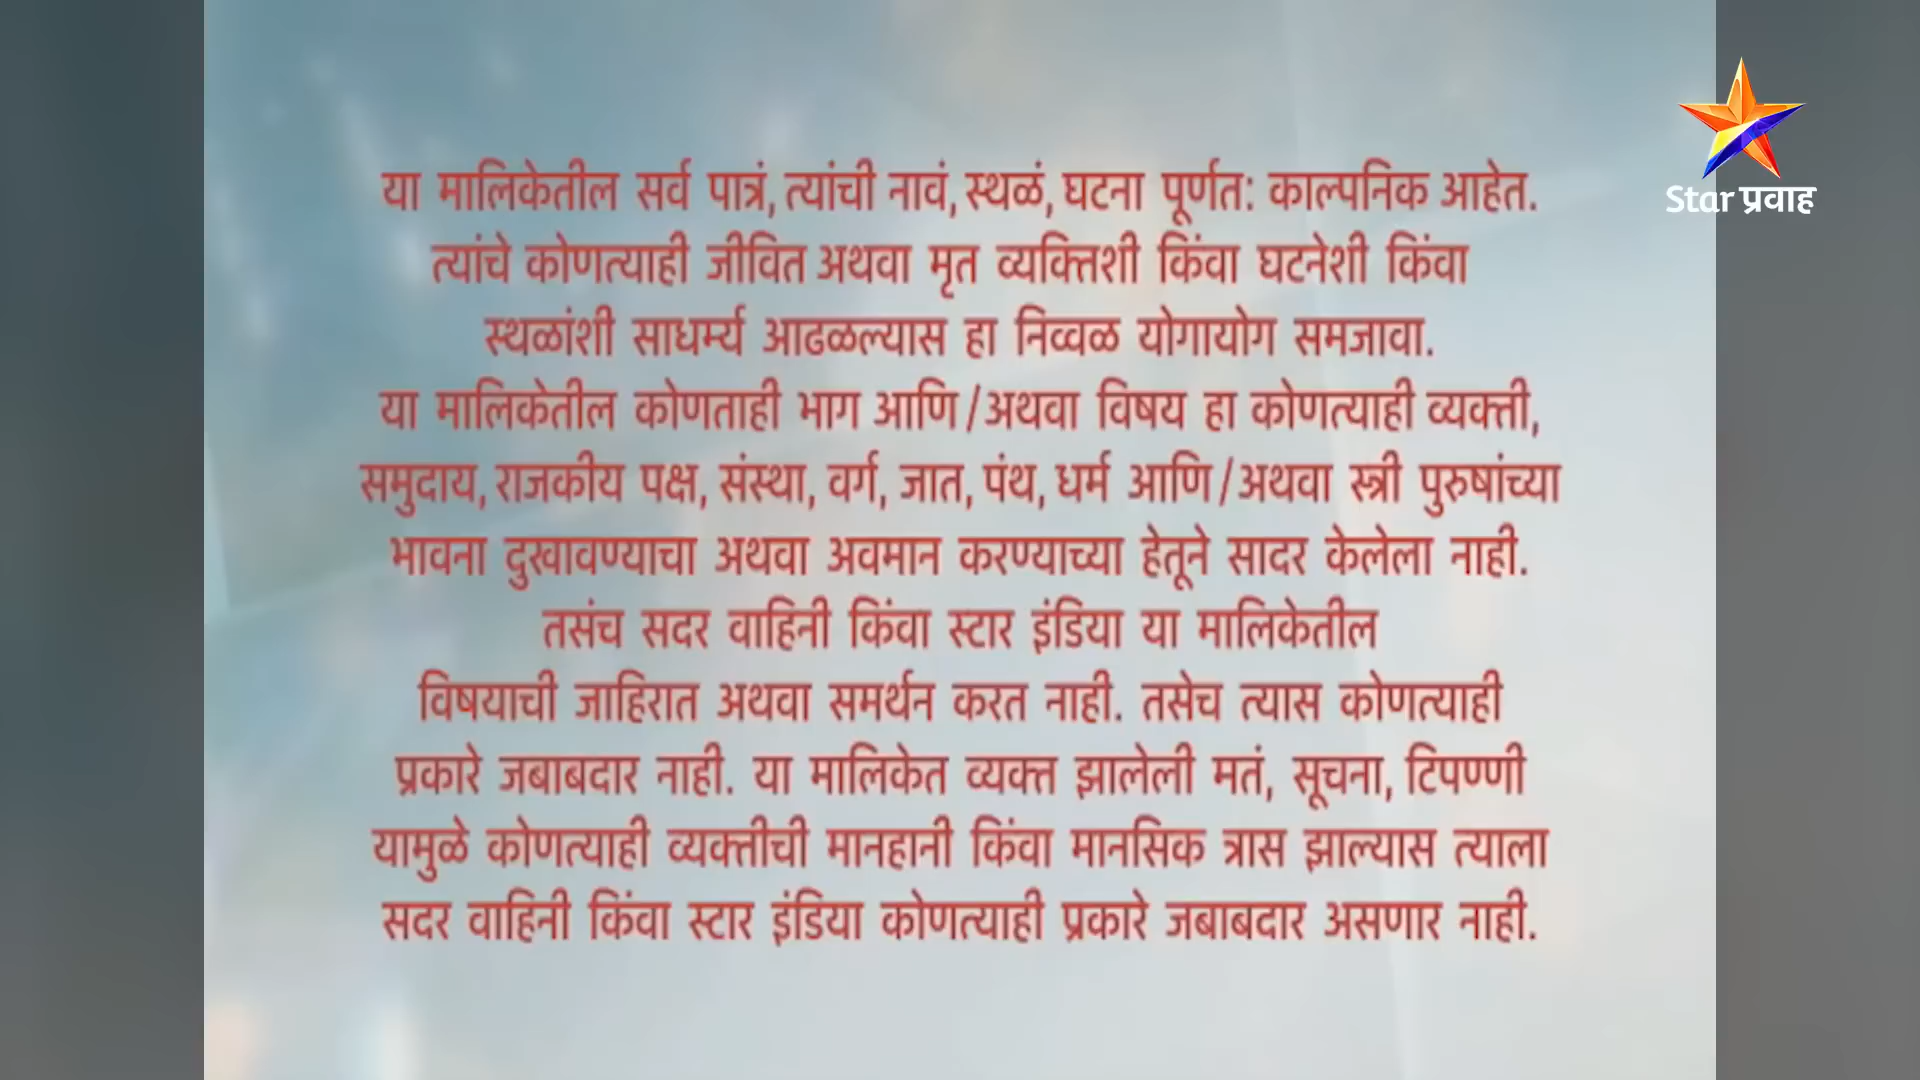 या मालिकेतील सर्व पात्रं, त्यांची नावं, स्थळं, घटना पूर्णत: काल्पनिक आहेत.
त्यांचे कोणत्याही जीवित अथवा मृत व्यक्तिशी किंवा घटनेशी किंवा
स्थळांशी साधर्म्य आढळल्यास हा निव्वळ योगायोग समजावा.
या मालिकेतील कोणताही भाग आणि/अथवा विषय हा कोणत्याही व्यक्ती,
समुदाय, राजकीय पक्ष, संस्था, वर्ग, जात, पंथ, धर्म आणि/अथवा स्त्री पुरुषांच्या
भावना दुखावण्याचा अथवा अवमान करण्याच्या हेतूने सादर केलेला नाही.
तसंच सदर वाहिनी किंवा स्टार इंडिया या मालिकेतील
विषयाची जाहिरात अथवा समर्थन करत नाही. तसेच त्यास कोणत्याही
प्रकारे जबाबदार नाही. या मालिकेत व्यक्त झालेली मतं, सूचना, टिपण्णी
यामुळे कोणत्याही व्यक्तीची मानहानी किंवा मानसिक त्रास झाल्यास त्याला
सदर वाहिनी किंवा स्टार इंडिया कोणत्याही प्रकारे जबाबदार असणार नाही.
Star प्रवाह